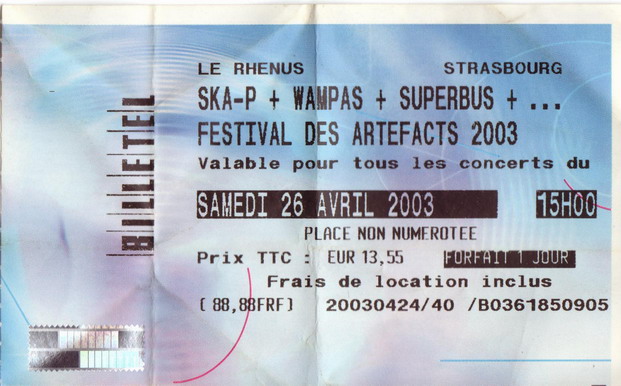 LE RHENUS STRASBOURG
SKA-P + WAMPAS + SUPERBUS + ...
FESTIVAL DES ARTEFACTS 2003
Valable pour tous les concerts du
SAMEDI 26 AVRIL 2003 15H00
PLACE NON NUMEROTEE
Prix TTC : EUR 13,55 FORFAIT 1 JOUR
Frais de location inclus
( 88,88FRF) 20030424/40 /B0361850905
BILLETEL